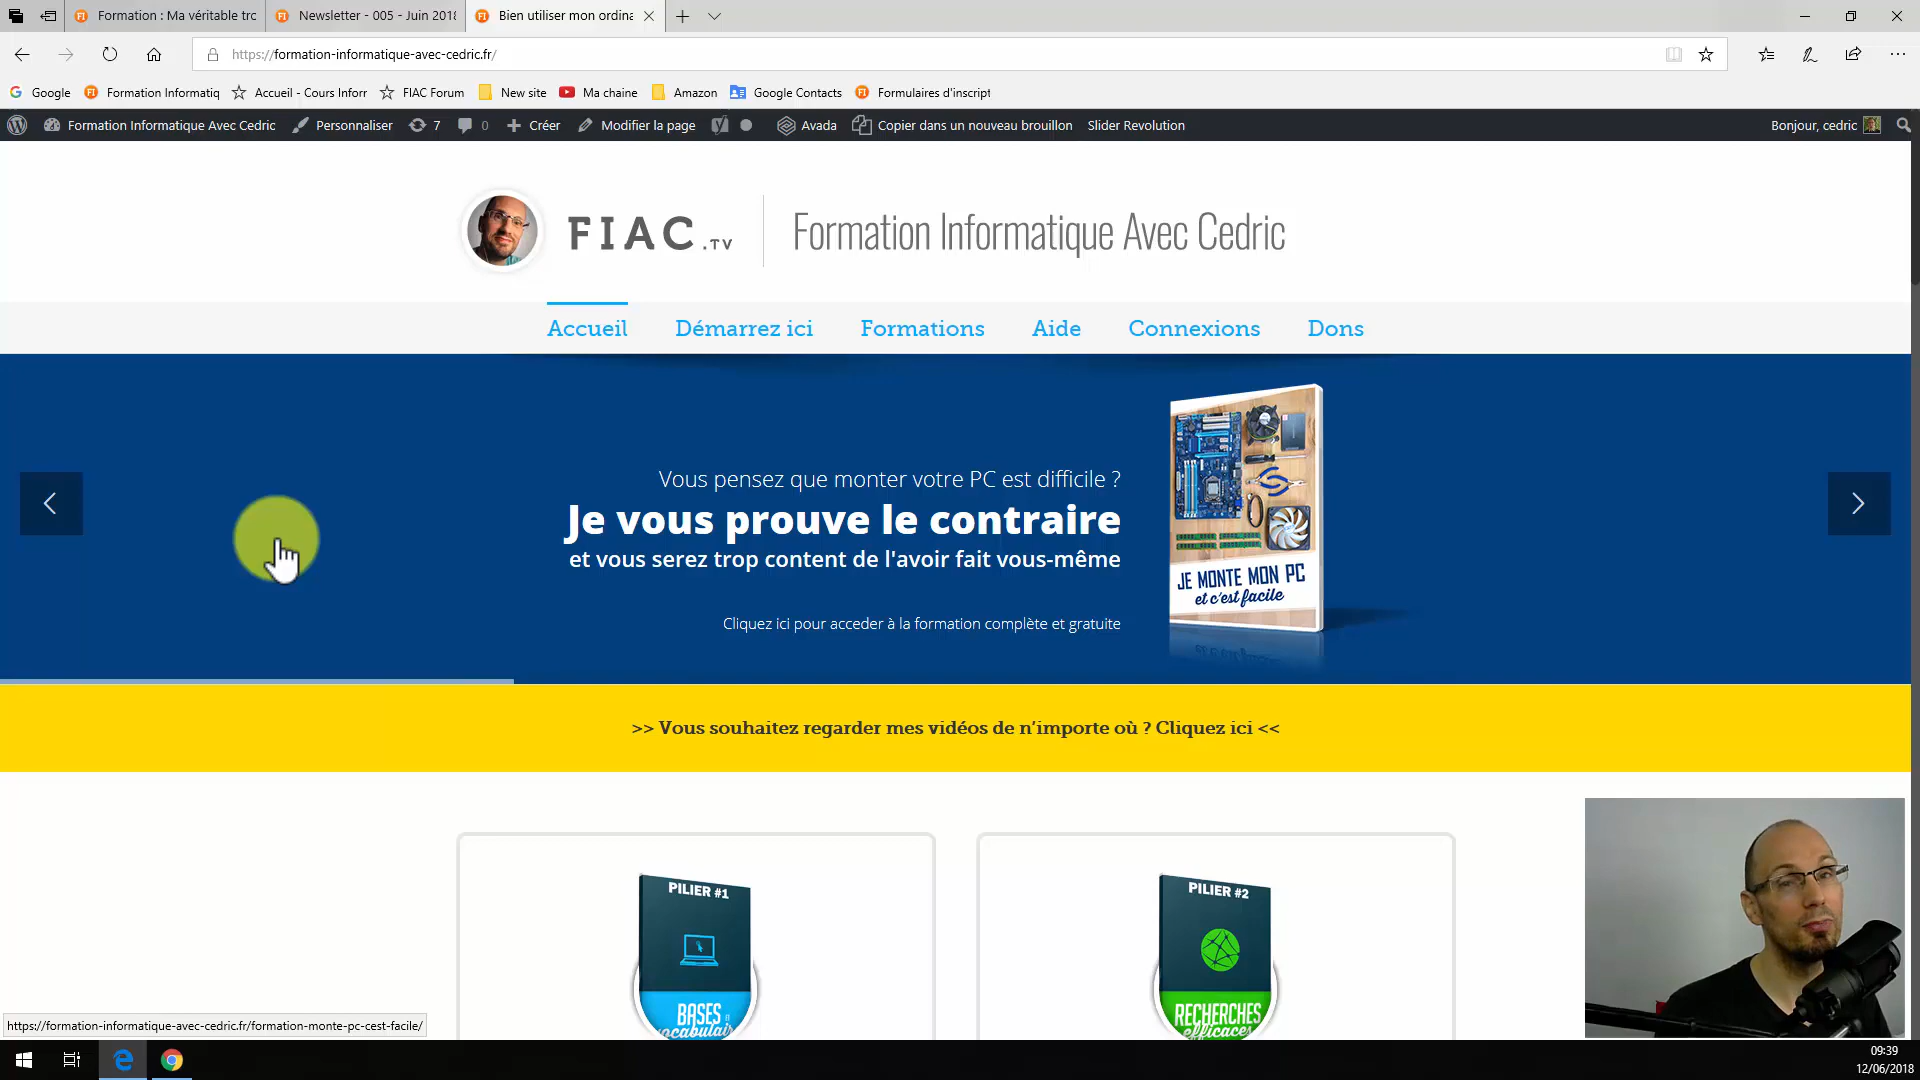 Formation : Ma véritable trc
Newsletter - 005 - Juin 2018
Bien utiliser mon ordina
https://formation-informatique-avec-cedric.fr/
Google
Formation Informatiq
Accueil - Cours Inforr
FIAC Forum
New site
Ma chaine
Amazon
Google Contacts
Formulaires d'inscript
Formation Informatique Avec Cedric
Personnaliser
7
0
Créer
Modifier la page
Avada
Copier dans un nouveau brouillon
Slider Revolution
Bonjour, cedric
FIAC.TV
Formation Informatique Avec Cedric
Accueil
Démarrez ici
Formations
Aide
Connexions
Dons
Vous pensez que monter votre PC est difficile ?
Je vous prouve le contraire
et vous serez trop content de l'avoir fait vous-même
Cliquez ici pour acceder à la formation complète et gratuite
JE MONTE MON PC
et c'est facile
>> Vous souhaitez regarder mes vidéos de n’importe où ? Cliquez ici <<
PILIER #1
BASES et
vocabulair
PILIER #2
RECHERCHES
efficaces
https://formation-informatique-avec-cedric.fr/formation-monte-pc-cest-facile/
09:39
12/06/2018